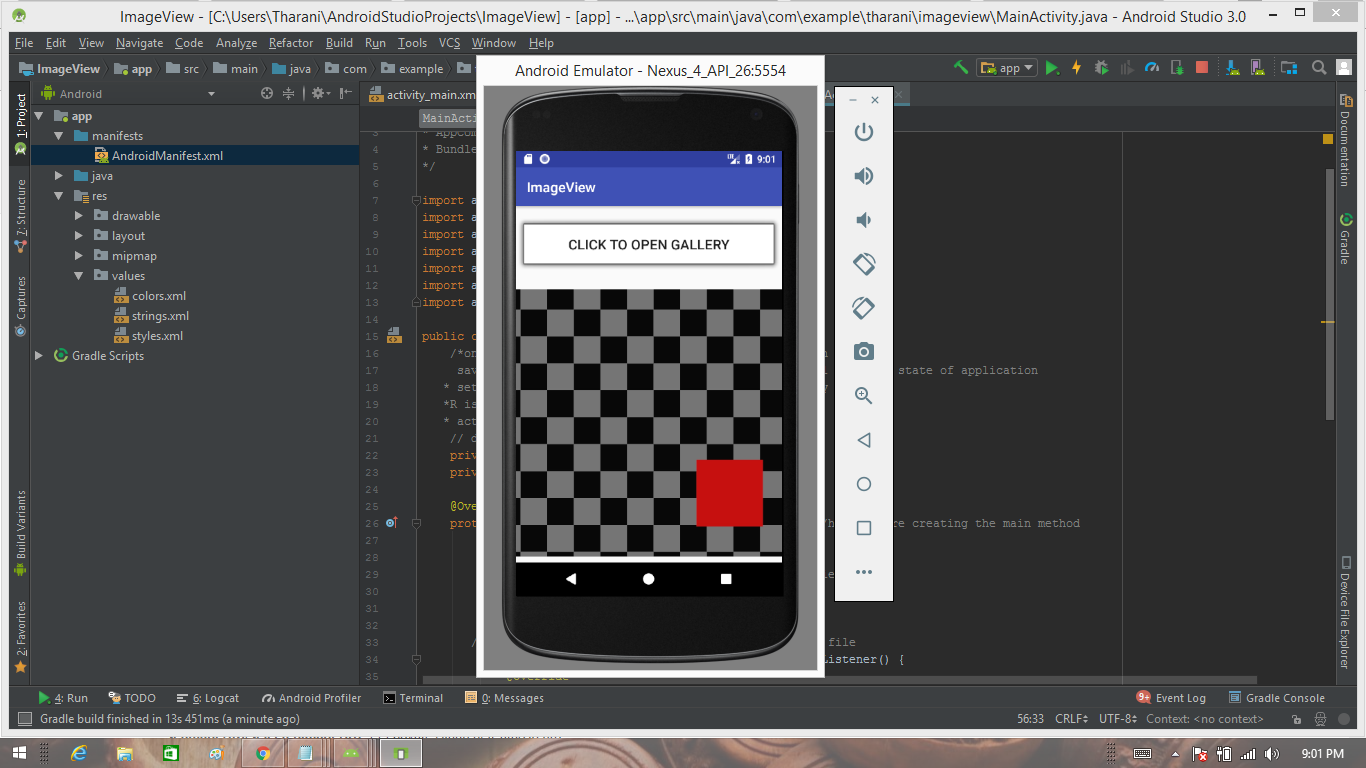 ImageView - [C:\Users\Tharani\AndroidStudioProjects\ImageView] - [app] - ...\app\src\main\java\com\example\tharani\imageview\MainActivity.java - Android Studio 3.0
File Edit View Navigate Code Analyze Refactor Build Run Tools VCS Window Help
ImageView app src main java com example
app
Android Emulator - Nexus_4_API_26:5554
Android
activity_main.xm
MainActi
1: Project
7: Structure
Captures
Build Variants
2: Favorites
app
manifests
AndroidManifest.xml
java
res
drawable
layout
mipmap
values
colors.xml
strings.xml
styles.xml
Gradle Scripts
3 * Appcom
4 * Bundle
5 */
6
7 import a
8 import a
9 import a
10 import a
11 import a
12 import a
13 import a
14
15 public c
16 /*on
17 sav state of application
18 * set
19 *R is
20 * act
21 // c
22 priv
23 priv
24
25 @Ove
26 prot re creating the main method
27
28
29 le
30
31
32
33 / file
34 Listener() {
35 @Override
9:01
ImageView
CLICK TO OPEN GALLERY
Documentation
Gradle
Device File Explorer
4: Run TODO 6: Logcat Android Profiler Terminal 0: Messages 9+ Event Log Gradle Console
Gradle build finished in 13s 451ms (a minute ago) 56:33 CRLF UTF-8 Context: <no context>
9:01 PM